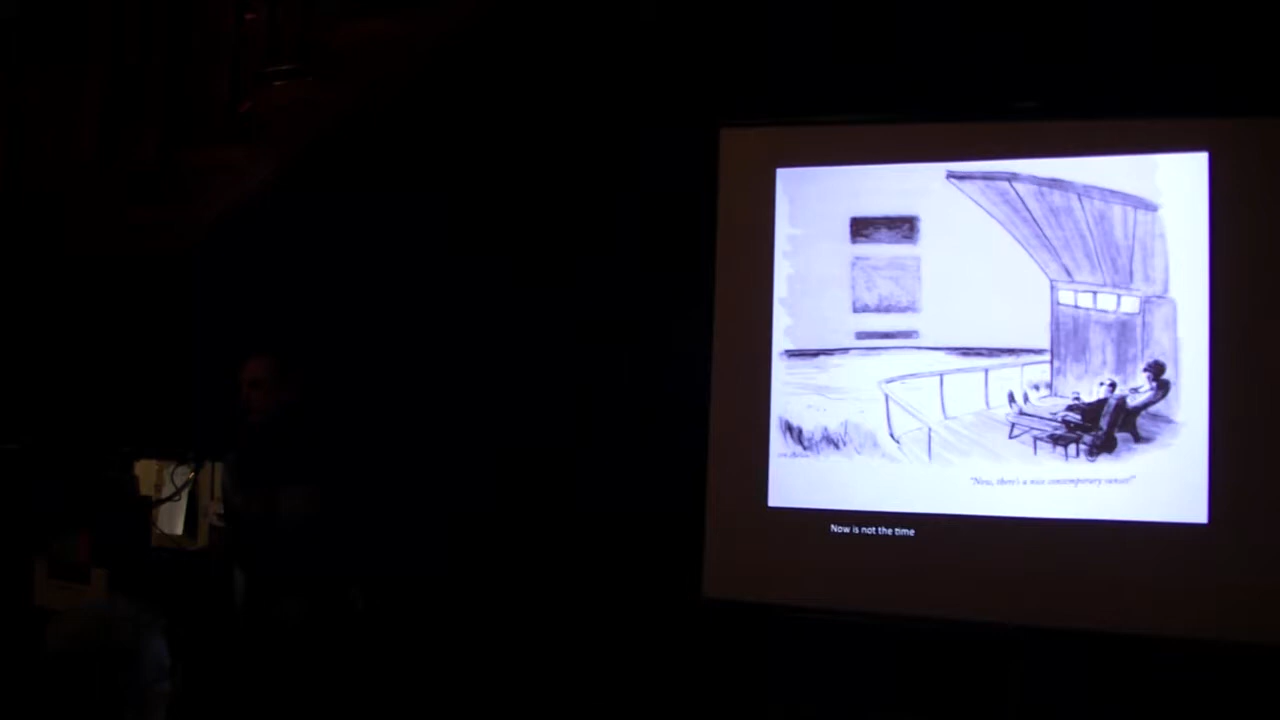 "Now, there's a nice contemporary sunset!"
Now is not the time